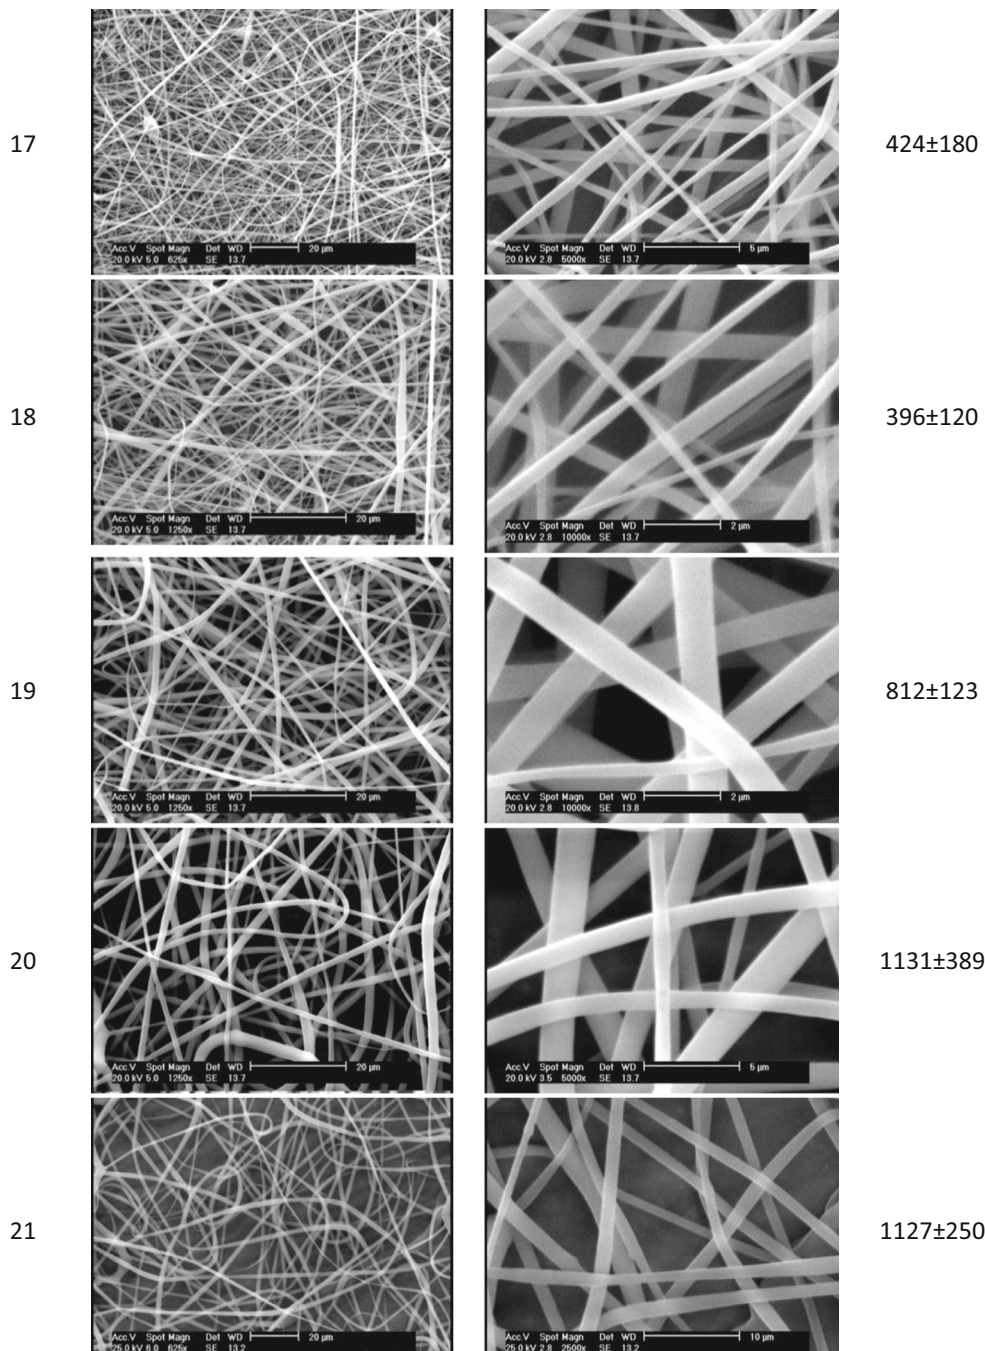 17
Acc.V Spot Magn Det WD 20 µm
20.0 kV 5.0 625x SE 13.7
Acc.V Spot Magn Det WD 5 µm
20.0 kV 2.8 5000x SE 13.7
424±180
18
Acc.V Spot Magn Det WD 20 µm
20.0 kV 5.0 1250x SE 13.7
Acc.V Spot Magn Det WD 2 µm
20.0 kV 2.8 10000x SE 13.7
396±120
19
Acc.V Spot Magn Det WD 20 µm
20.0 kV 5.0 1250x SE 13.7
Acc.V Spot Magn Det WD 2 µm
20.0 kV 2.8 10000x SE 13.8
812±123
20
Acc.V Spot Magn Det WD 20 µm
20.0 kV 5.0 1250x SE 13.7
Acc.V Spot Magn Det WD 5 µm
20.0 kV 3.5 5000x SE 13.7
1131±389
21
Acc.V Spot Magn Det WD 20 µm
25.0 kV 6.0 625x SE 13.2
Acc.V Spot Magn Det WD 10 µm
25.0 kV 2.8 2500x SE 13.2
1127±250